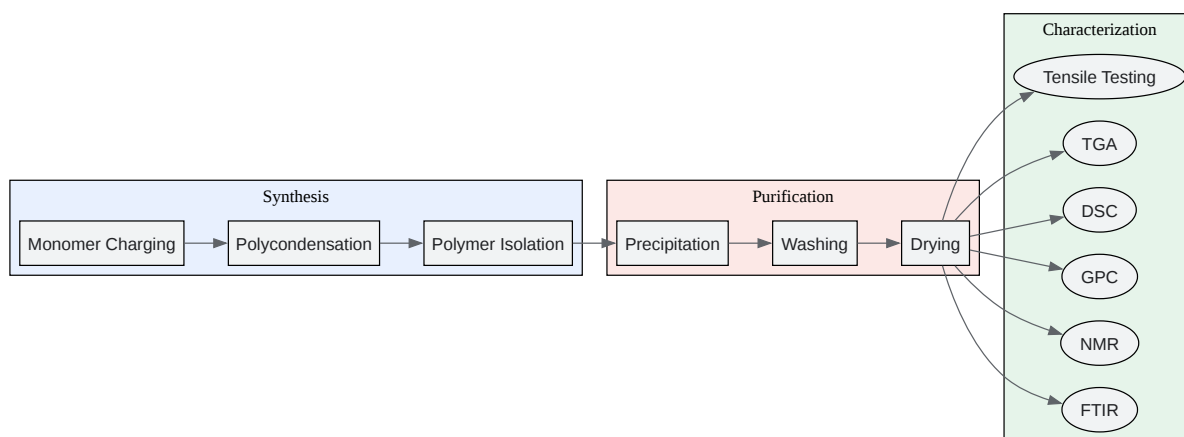 Synthesis
Monomer Charging
Polycondensation
Polymer Isolation
Purification
Precipitation
Washing
Drying
Characterization
Tensile Testing
TGA
DSC
GPC
NMR
FTIR